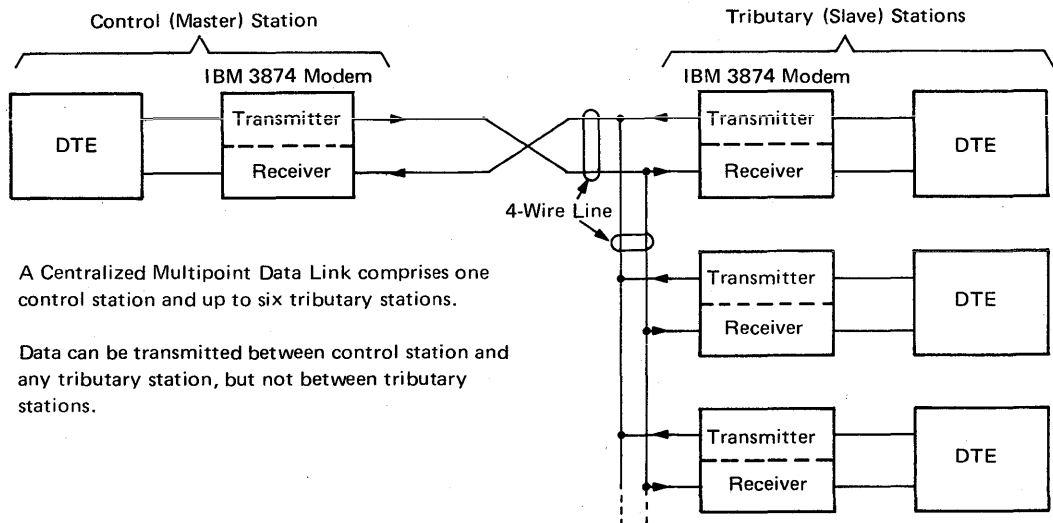 Control (Master) Station
Tributary (Slave) Stations
IBM 3874 Modem
IBM 3874 Modem
DTE
Transmitter
Receiver
4-Wire Line
Transmitter
Receiver
DTE
A Centralized Multipoint Data Link comprises one
control station and up to six tributary stations.
Data can be transmitted between control station and
any tributary station, but not between tributary
stations.
Transmitter
Receiver
DTE
Transmitter
Receiver
DTE